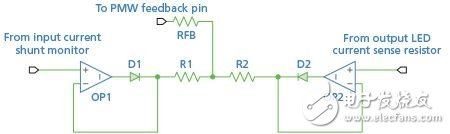 To PMW feedback pin
From input current
shunt monitor
RFB
From output LED
current sense resistor
D1
R1
R2
D2
OP1